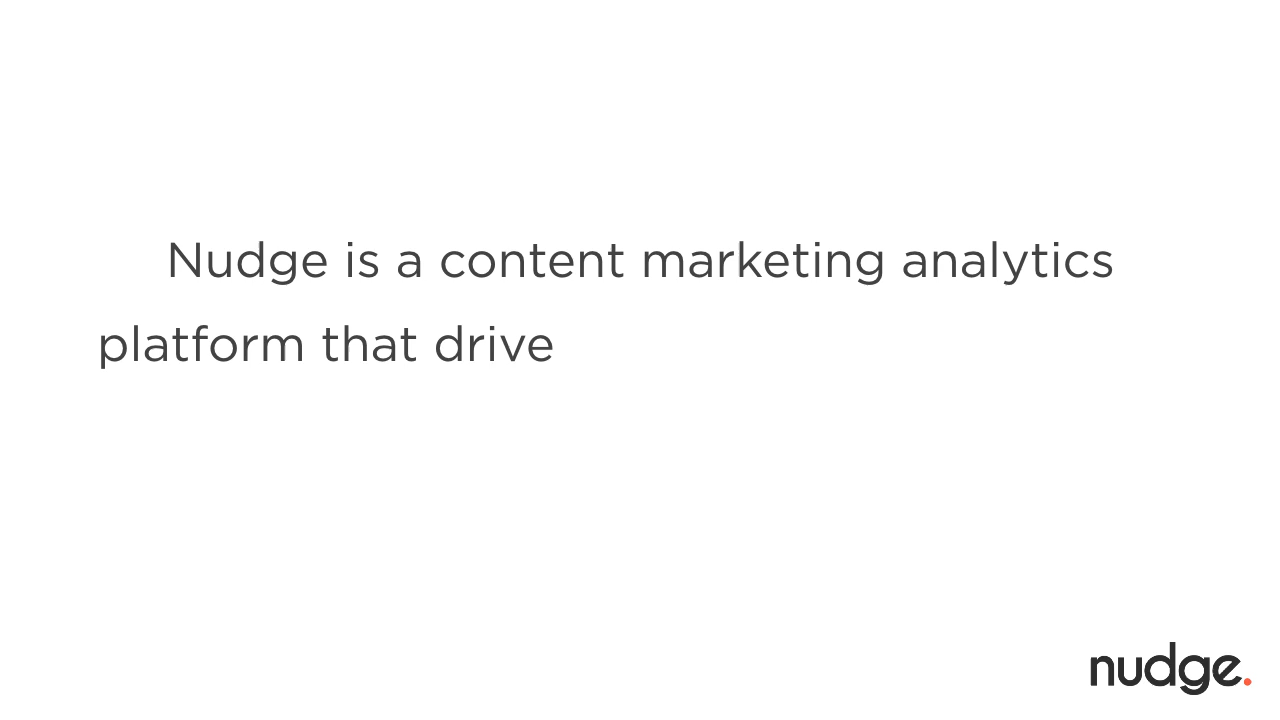 Nudge is a content marketing analytics
platform that drive
nudge.